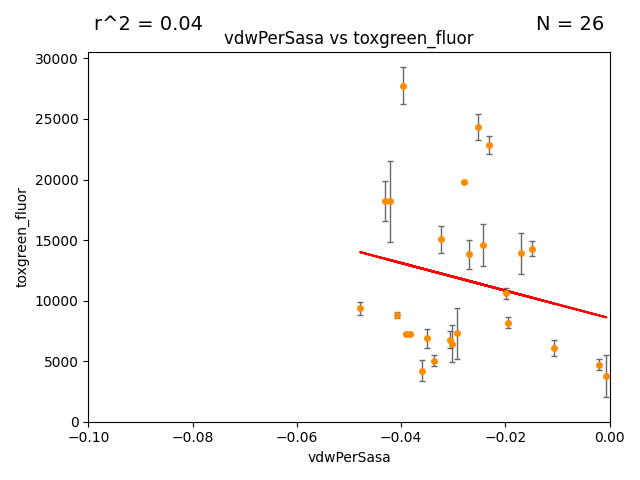 r^2 = 0.04
N = 26
vdwPerSasa vs toxgreen_fluor
30000
25000
20000
15000
10000
5000
0
toxgreen_fluor
−0.10
−0.08
−0.06
−0.04
−0.02
0.00
vdwPerSasa